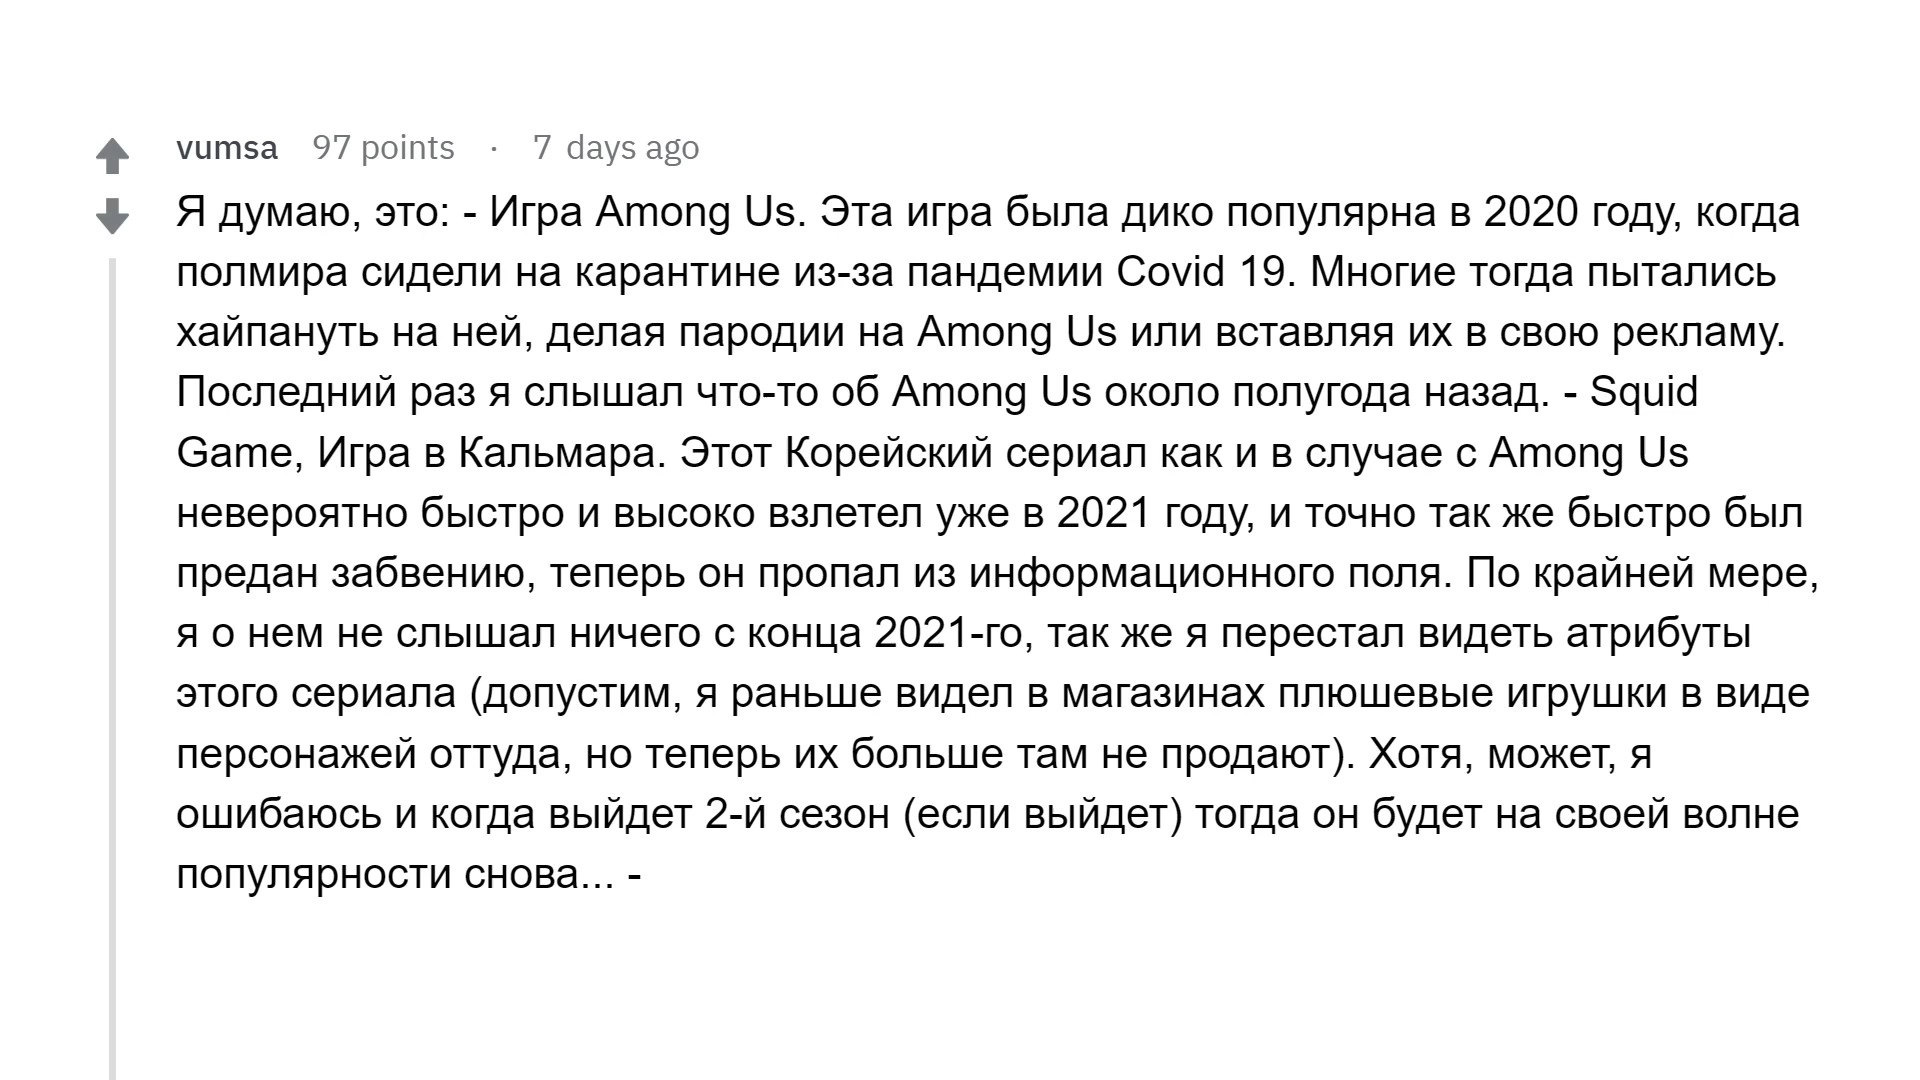 vumsa 97 points · 7 days ago
Я думаю, это: - Игра Among Us. Эта игра была дико популярна в 2020 году, когда
полмира сидели на карантине из-за пандемии Covid 19. Многие тогда пытались
хайпануть на ней, делая пародии на Among Us или вставляя их в свою рекламу.
Последний раз я слышал что-то об Among Us около полугода назад. - Squid
Game, Игра в Кальмара. Этот Корейский сериал как и в случае с Among Us
невероятно быстро и высоко взлетел уже в 2021 году, и точно так же быстро был
предан забвению, теперь он пропал из информационного поля. По крайней мере,
я о нем не слышал ничего с конца 2021-го, так же я перестал видеть атрибуты
этого сериала (допустим, я раньше видел в магазинах плюшевые игрушки в виде
персонажей оттуда, но теперь их больше там не продают). Хотя, может, я
ошибаюсь и когда выйдет 2-й сезон (если выйдет) тогда он будет на своей волне
популярности снова... -